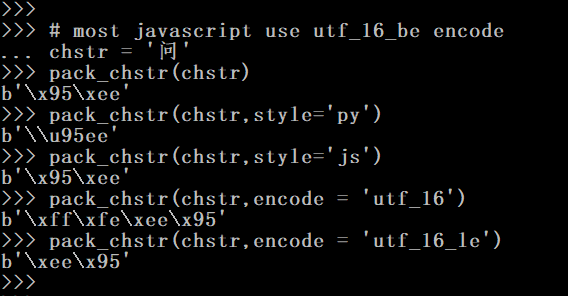 >>>
>>> # most javascript use utf_16_be encode
... chstr = '问'
>>> pack_chstr(chstr)
b'\x95\xee'
>>> pack_chstr(chstr,style='py')
b'\\u95ee'
>>> pack_chstr(chstr,style='js')
b'\x95\xee'
>>> pack_chstr(chstr,encode = 'utf_16')
b'\xff\xfe\xee\x95'
>>> pack_chstr(chstr,encode = 'utf_16_le')
b'\xee\x95'
>>>